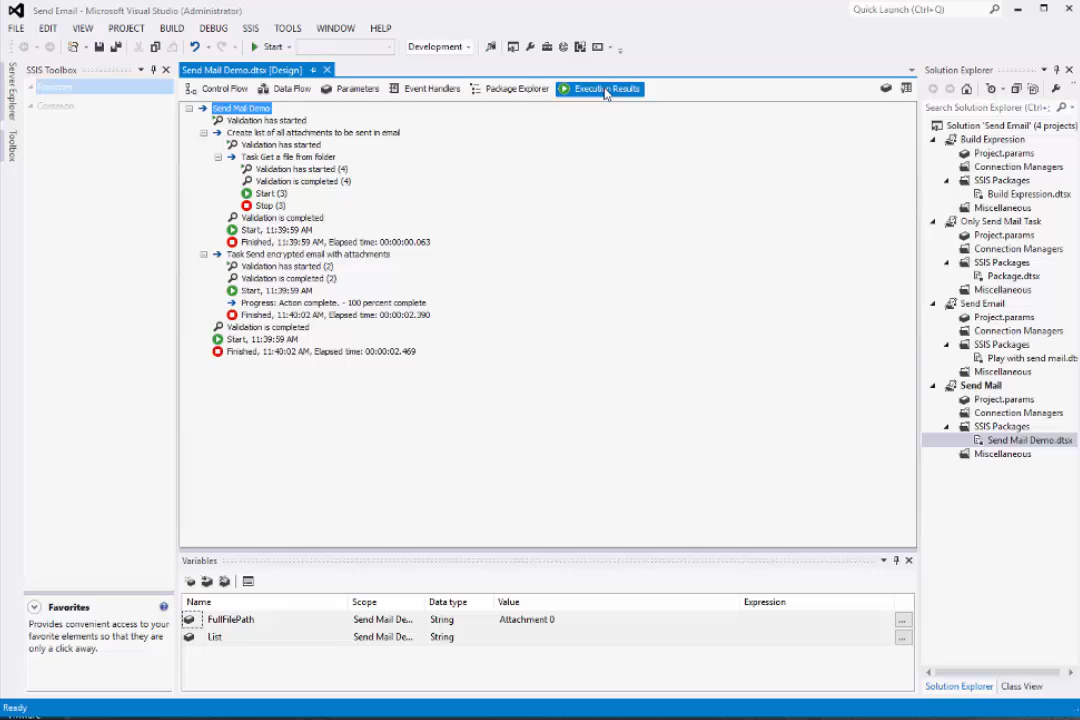 Send Email - Microsoft Visual Studio (Administrator)
Quick Launch (Ctrl+Q)
FILE EDIT VIEW PROJECT BUILD DEBUG SSIS TOOLS WINDOW HELP
Start
Development
Server Explorer
Toolbox
SSIS Toolbox
Favorites
Common
Favorites
Provides convenient access to your
favorite elements so that they are
only a click away.
Send Mail Demo.dtsx [Design]
Control Flow Data Flow Parameters Event Handlers Package Explorer Execution Results
Send Mail Demo
Validation has started
Create list of all attachments to be sent in email
Validation has started
Task Get a file from folder
Validation has started (4)
Validation is completed (4)
Start (3)
Stop (3)
Validation is completed
Start, 11:39:59 AM
Finished, 11:39:59 AM, Elapsed time: 00:00:00.063
Task Send encrypted email with attachments
Validation has started (2)
Validation is completed (2)
Start, 11:39:59 AM
Progress: Action complete. - 100 percent complete
Finished, 11:40:02 AM, Elapsed time: 00:00:02.390
Validation is completed
Start, 11:39:59 AM
Finished, 11:40:02 AM, Elapsed time: 00:00:02.469
Variables
Name Scope Data type Value Expression
FullFilePath Send Mail De... String Attachment 0 ...
List Send Mail De... String ...
Solution Explorer
Search Solution Explorer (Ctrl+;
Solution 'Send Email' (4 projects)
Build Expression
Project.params
Connection Managers
SSIS Packages
Build Expression.dtsx
Miscellaneous
Only Send Mail Task
Project.params
Connection Managers
SSIS Packages
Package.dtsx
Miscellaneous
Send Email
Project.params
Connection Managers
SSIS Packages
Play with send mail.dts
Miscellaneous
Send Mail
Project.params
Connection Managers
SSIS Packages
Send Mail Demo.dtsx
Miscellaneous
Solution Explorer Class View
Ready